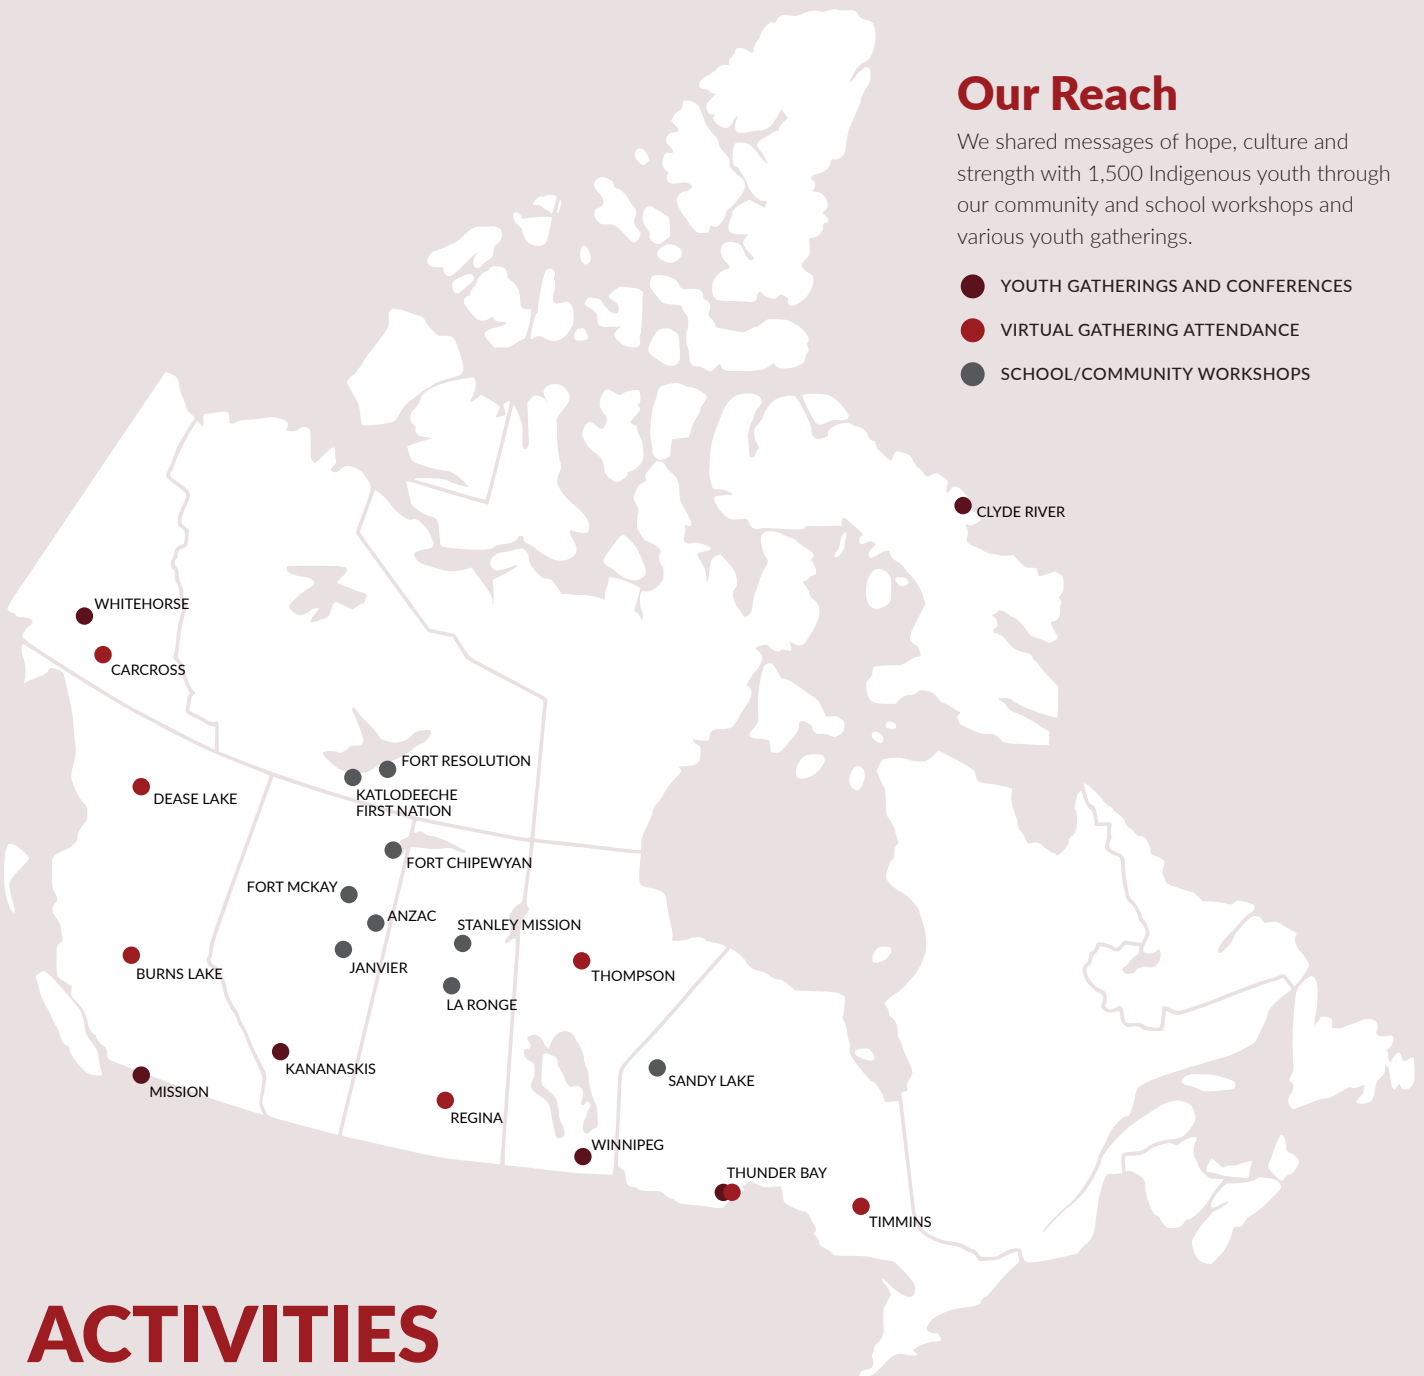 Our Reach
We shared messages of hope, culture and
strength with 1,500 Indigenous youth through
our community and school workshops and
various youth gatherings.
YOUTH GATHERINGS AND CONFERENCES
VIRTUAL GATHERING ATTENDANCE
SCHOOL/COMMUNITY WORKSHOPS
CLYDE RIVER
WHITEHORSE
CARCROSS
FORT RESOLUTION
KATLODEECHE
FIRST NATION
DEASE LAKE
FORT CHIPEWYAN
FORT MCKAY
ANZAC
STANLEY MISSION
JANVIER
BURNS LAKE
THOMPSON
LA RONGE
KANANASKIS
SANDY LAKE
MISSION
REGINA
WINNIPEG
THUNDER BAY
TIMMINS
ACTIVITIES